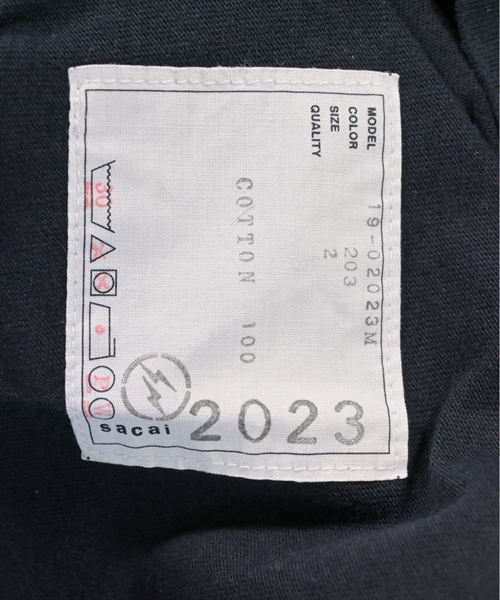 MODEL 19-02023M
COLOR 203
SIZE 2
QUALITY
COTTON 100
30
P
W
sacai
2023